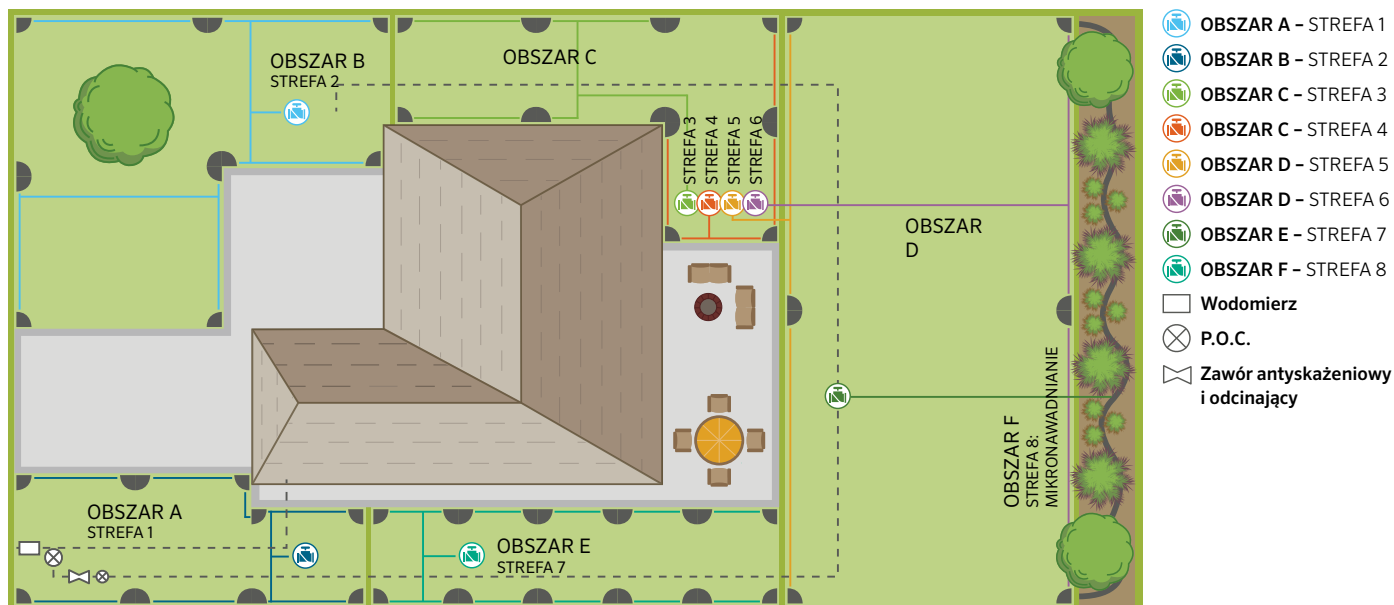 OBSZAR B
STREFA 2
OBSZAR C
STREFA 3
STREFA 4
STREFA 5
STREFA 6
OBSZAR
D
OBSZAR F
STREFA 8:
MIKRONAWADNIANIE
OBSZAR A
STREFA 1
OBSZAR E
STREFA 7
OBSZAR A – STREFA 1
OBSZAR B – STREFA 2
OBSZAR C – STREFA 3
OBSZAR C – STREFA 4
OBSZAR D – STREFA 5
OBSZAR D – STREFA 6
OBSZAR E – STREFA 7
OBSZAR F – STREFA 8
Wodomierz
P.O.C.
Zawór antyskażeniowy
i odcinający